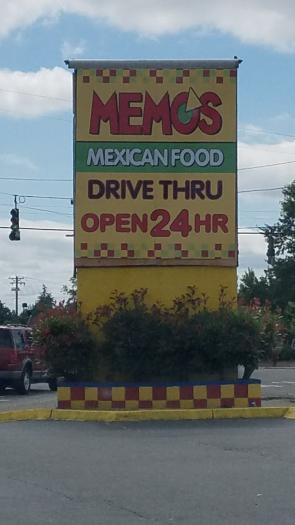 MEMOS
MEXICAN FOOD
DRIVE THRU
OPEN 24 HR